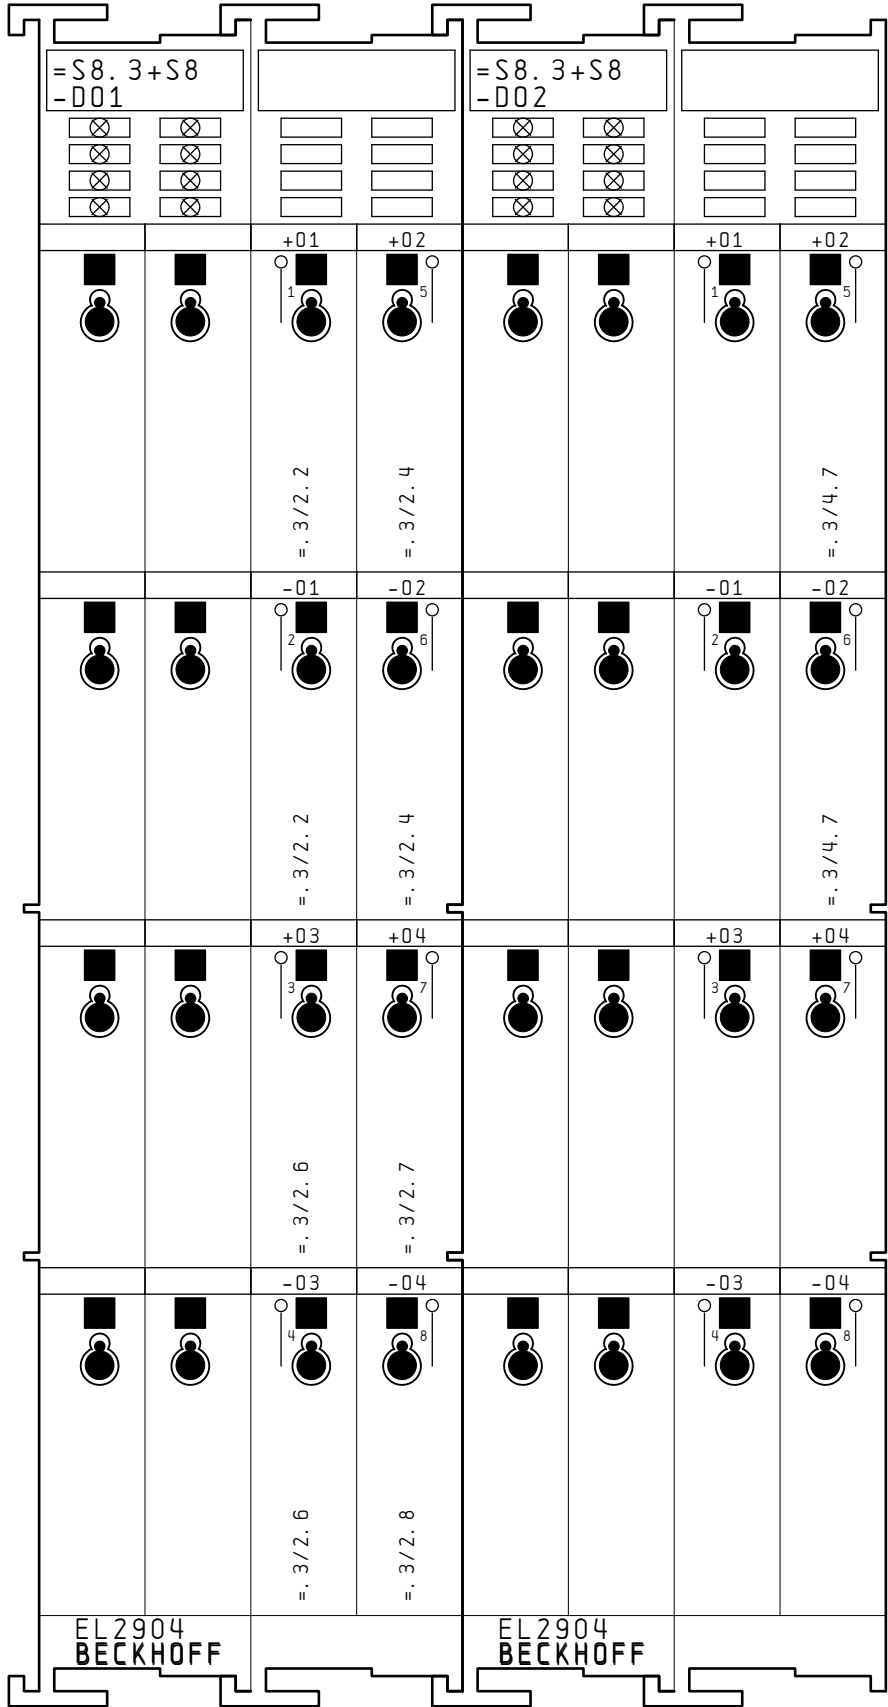 =S8.3+S8
-D01
=S8.3+S8
-D02
+01 +02 +01 +02
1 5 1 5
=.3/2.2 =.3/2.4 =.3/4.7
-01 -02 -01 -02
2 6 2 6
=.3/2.2 =.3/2.4 =.3/4.7
+03 +04 +03 +04
3 7 3 7
=.3/2.6 =.3/2.7
-03 -04 -03 -04
4 8 4 8
=.3/2.6 =.3/2.8
EL2904
BECKHOFF
EL2904
BECKHOFF